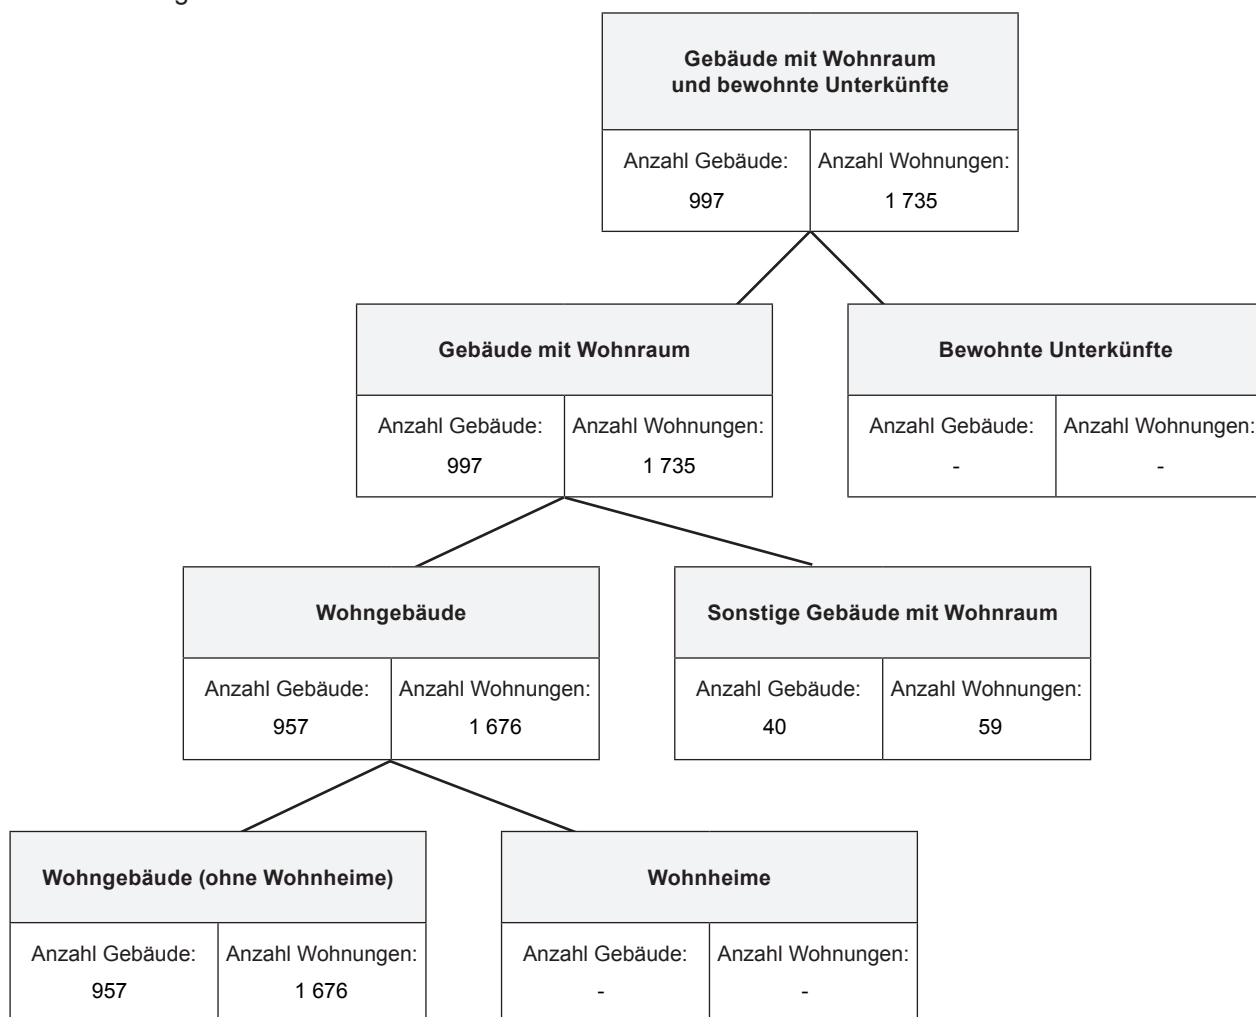 Gebäude mit Wohnraum
und bewohnte Unterkünfte
Anzahl Gebäude:
997
Anzahl Wohnungen:
1 735
Gebäude mit Wohnraum
Anzahl Gebäude:
997
Anzahl Wohnungen:
1 735
Bewohnte Unterkünfte
Anzahl Gebäude:
-
Anzahl Wohnungen:
-
Wohngebäude
Anzahl Gebäude:
957
Anzahl Wohnungen:
1 676
Sonstige Gebäude mit Wohnraum
Anzahl Gebäude:
40
Anzahl Wohnungen:
59
Wohngebäude (ohne Wohnheime)
Anzahl Gebäude:
957
Anzahl Wohnungen:
1 676
Wohnheime
Anzahl Gebäude:
-
Anzahl Wohnungen:
-